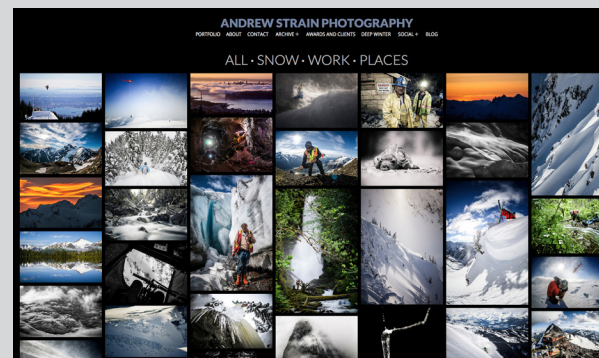 ANDREW STRAIN PHOTOGRAPHY
PORTFOLIO ABOUT CONTACT ARCHIVE + AWARDS AND CLIENTS DEEP WINTER SOCIAL + BLOG
ALL • SNOW • WORK • PLACES